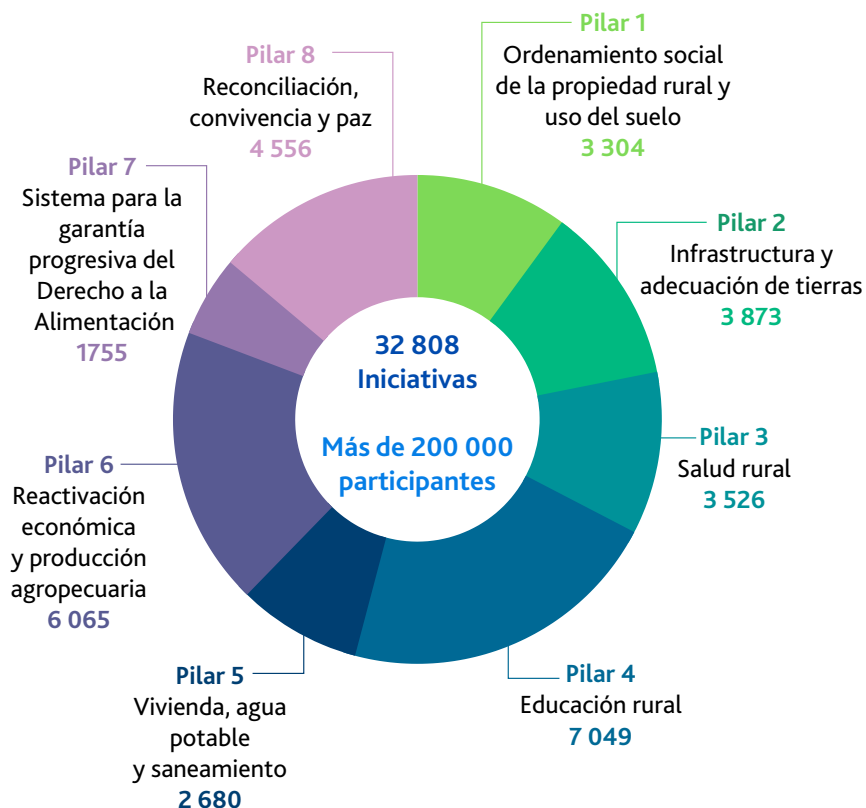 Pilar 1
Ordenamiento social
de la propiedad rural y
uso del suelo
3 304
Pilar 2
Infrastructura y
adecuación de tierras
3 873
Pilar 3
Salud rural
3 526
Pilar 4
Educación rural
7 049
Pilar 5
Vivienda, agua
potable
y saneamiento
2 680
Pilar 6
Reactivación
económica
y producción
agropecuaria
6 065
Pilar 7
Sistema para la
garantía
progresiva del
Derecho a la
Alimentación
1755
Pilar 8
Reconciliación,
convivencia y paz
4 556
32 808
Iniciativas
Más de 200 000
participantes